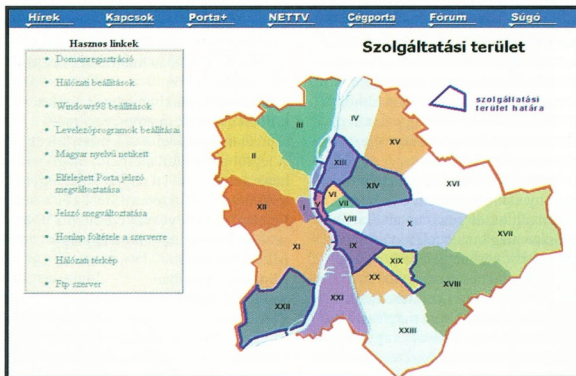 Hírek Kapcsok Porta+ NETTV Cégporta Fórum Súgó
Hasznos linkek
Domainregisztráció
Hálózati beállítások
Windows98 beállítások
Levelezőprogramok beállításai
Magyar nyelvű netikett
Elfelejtett Porta jelszó
megváltoztatása
Jelszó megváltoztatása
Honlap föltétele a szerverre
Hálózati térkép
Ftp szerver
Szolgáltatási terület
szolgáltatási
terület határa
IV
III
XV
II
XIII
XIV
XVI
VI
VII
XII
I
V
VIII
X
XVII
XI
IX
XIX
XX
XVIII
XXII
XXI
XXIII